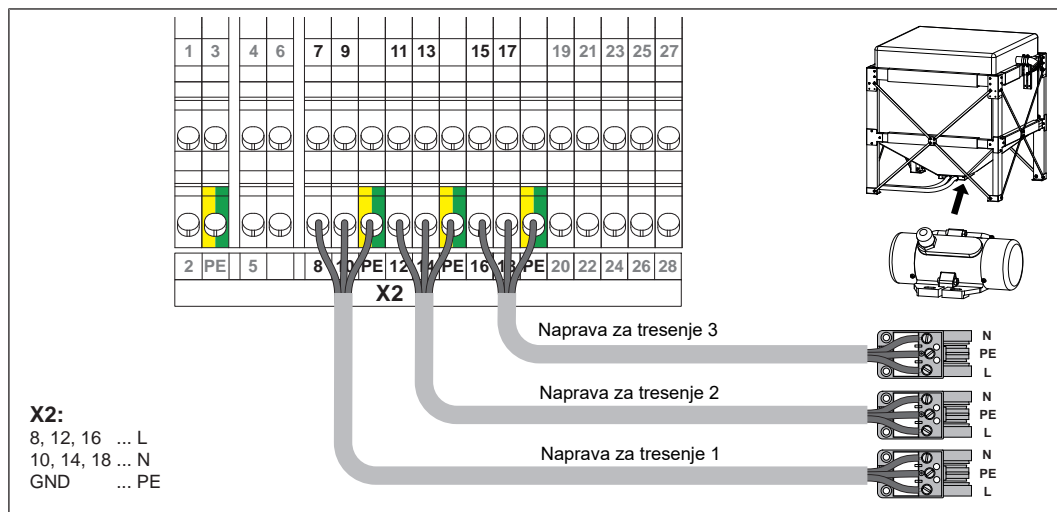 1 3 4 6 7 9 11 13 15 17 19 21 23 25 27
2 PE 5 8 10 PE 12 14 PE 16 18 PE 20 22 24 26 28
X2
Naprava za tresenje 3
N
PE
L
Naprava za tresenje 2
N
PE
L
Naprava za tresenje 1
N
PE
L
X2:
8, 12, 16 ... L
10, 14, 18 ... N
GND ... PE